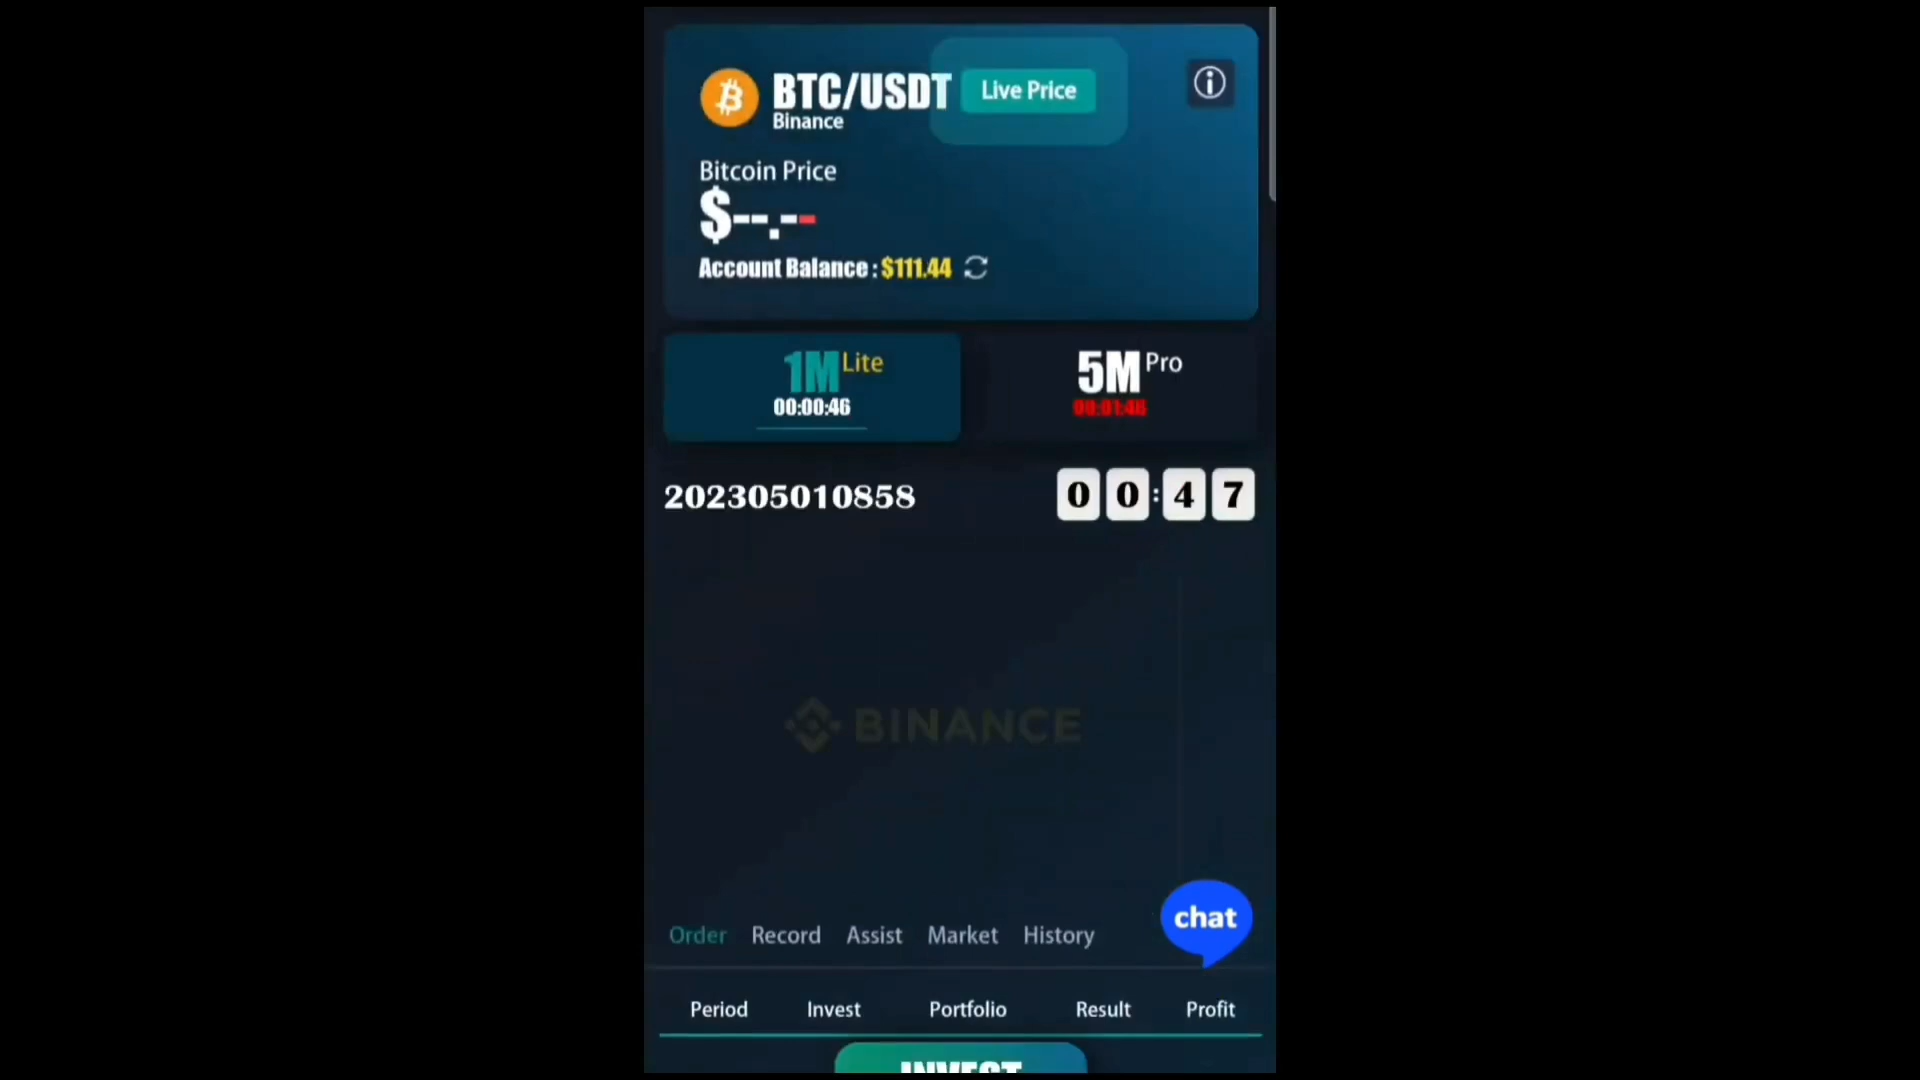 BTC/USDT Live Price
Binance
Bitcoin Price
$--.--
Account Balance : $111.44
1M Lite
00:00:46
5M Pro
202305010858
00:47
BINANCE
chat
Order Record Assist Market History
Period Invest Portfolio Result Profit
INVEST